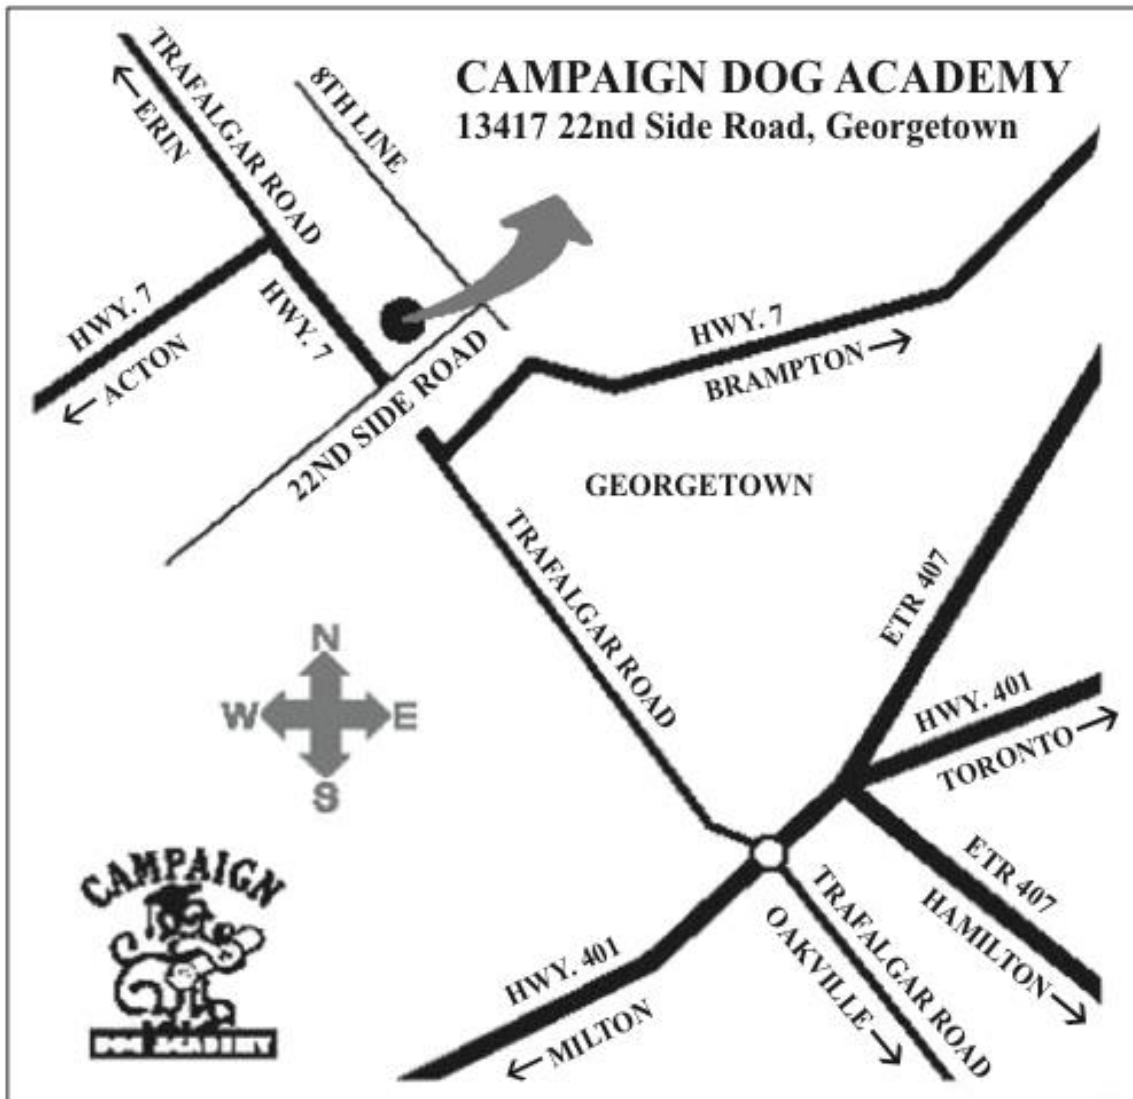 CAMPAIGN DOG ACADEMY
13417 22nd Side Road, Georgetown
TRAFALGAR ROAD
← ERIN
8TH LINE
HWY. 7
← ACTON
HWY. 7
22ND SIDE ROAD
HWY. 7
BRAMPTON →
GEORGETOWN
TRAFALGAR ROAD
ETR 407
HWY. 401
TORONTO →
N
W E
S
ETR 407
HAMILTON →
TRAFALGAR ROAD
OAKVILLE →
HWY. 401
← MILTON
CAMPAIGN
DOG ACADEMY